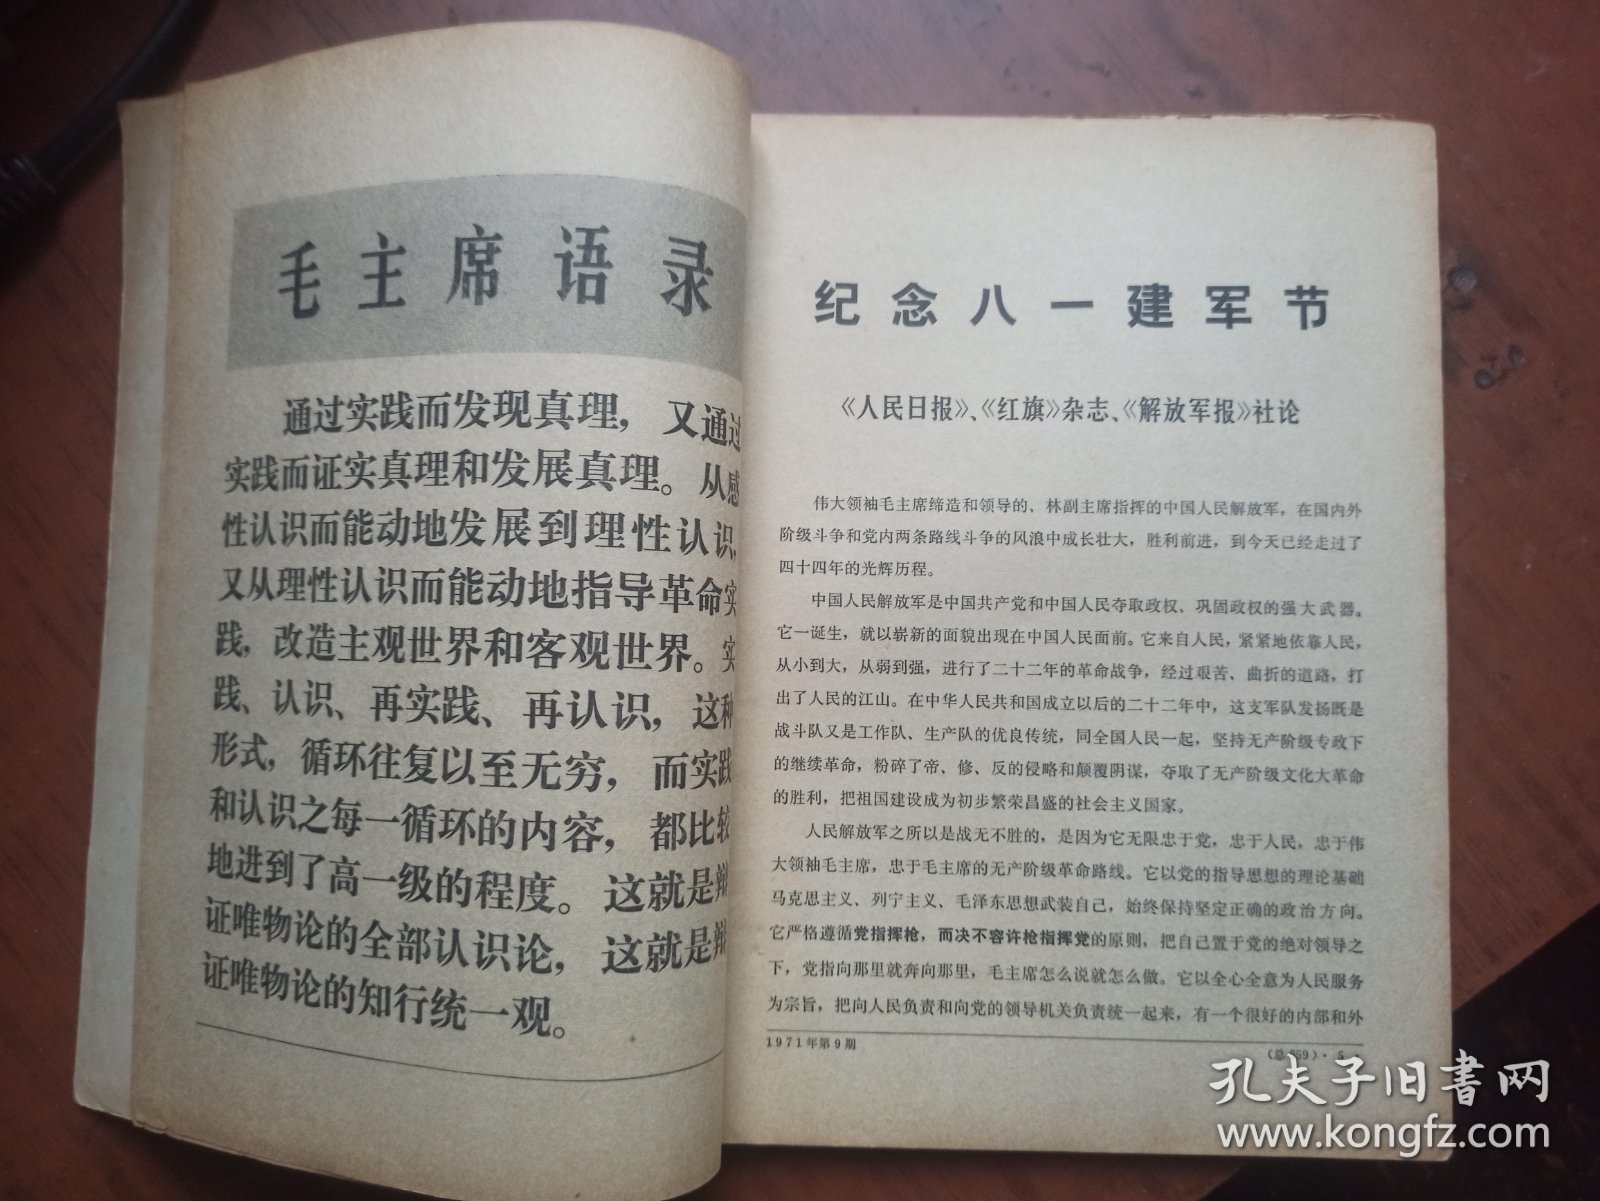 毛主席语录
通过实践而发现真理，又通过
实践而证实真理和发展真理。从感
性认识而能动地发展到理性认识，
又从理性认识而能动地指导革命实
践，改造主观世界和客观世界。实
践、认识、再实践、再认识，这种
形式，循环往复以至无穷，而实践
和认识之每一循环的内容，都比较
地进到了高一级的程度。这就是辩
证唯物论的全部认识论，这就是辩
证唯物论的知行统一观。
纪念八一建军节
《人民日报》、《红旗》杂志、《解放军报》社论
伟大领袖毛主席缔造和领导的、林副主席指挥的中国人民解放军，在国内外
阶级斗争和党内两条路线斗争的风浪中成长壮大，胜利前进，到今天已经走过了
四十四年的光辉历程。
中国人民解放军是中国共产党和中国人民夺取政权、巩固政权的强大武器。
它一诞生，就以崭新的面貌出现在中国人民面前。它来自人民，紧紧地依靠人民，
从小到大，从弱到强，进行了二十二年的革命战争，经过艰苦、曲折的道路，打
出了人民的江山。在中华人民共和国成立以后的二十二年中，这支军队发扬既是
战斗队又是工作队、生产队的优良传统，同全国人民一起，坚持无产阶级专政下
的继续革命，粉碎了帝、修、反的侵略和颠覆阴谋，夺取了无产阶级文化大革命
的胜利，把祖国建设成为初步繁荣昌盛的社会主义国家。
人民解放军之所以是战无不胜的，是因为它无限忠于党，忠于人民，忠于伟
大领袖毛主席，忠于毛主席的无产阶级革命路线。它以党的指导思想的理论基础
马克思主义、列宁主义、毛泽东思想武装自己，始终保持坚定正确的政治方向。
它严格遵循党指挥枪，而决不容许枪指挥党的原则，把自己置于党的绝对领导之
下，党指向那里就奔向那里，毛主席怎么说就怎么做。它以全心全意为人民服务
为宗旨，把向人民负责和向党的领导机关负责统一起来，有一个很好的内部和外
1971年第9期
（总 659）· 5
孔夫子旧书网
www.kongfz.com